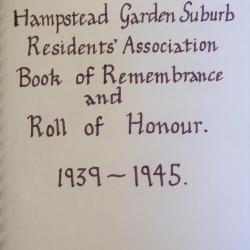 Hampstead Garden Suburb
Residents' Association
Book of Remembrance
and
Roll of Honour.
1939~1945.